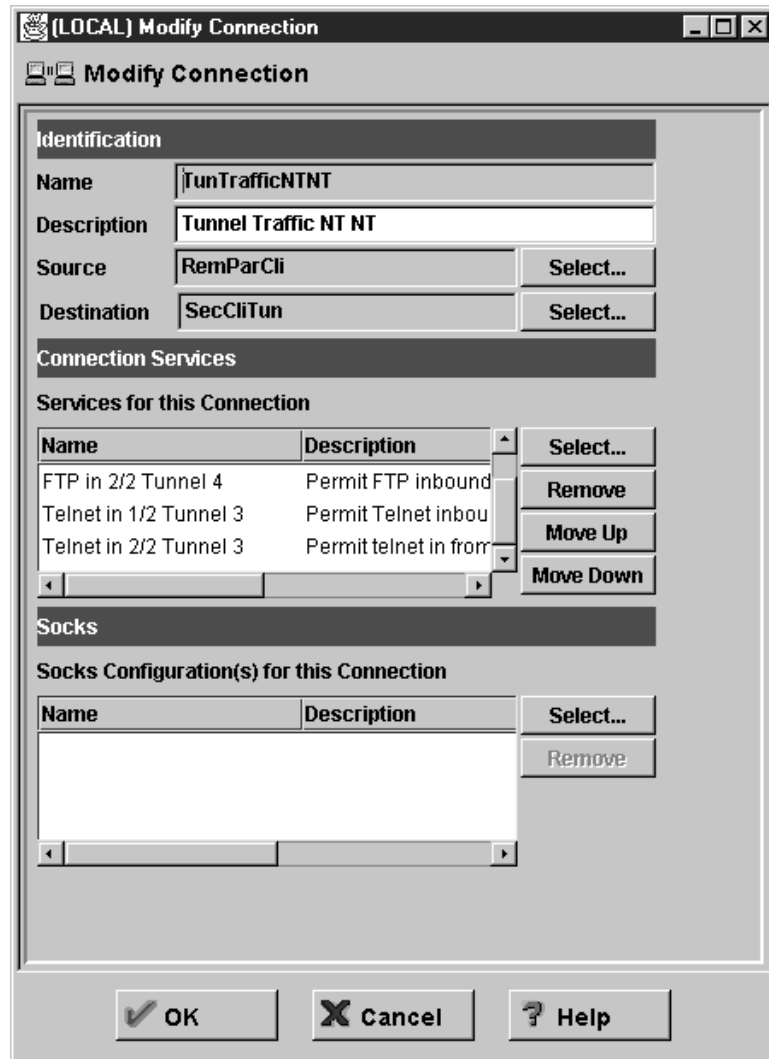 (LOCAL) Modify Connection
Modify Connection
Identification
Name TunTrafficNTNT
Description Tunnel Traffic NT NT
Source RemParCli Select...
Destination SecCliTun Select...
Connection Services
Services for this Connection
Name Description Select...
FTP in 2/2 Tunnel 4 Permit FTP inbound Remove
Telnet in 1/2 Tunnel 3 Permit Telnet inbou Move Up
Telnet in 2/2 Tunnel 3 Permit telnet in from Move Down
Socks
Socks Configuration(s) for this Connection
Name Description Select...
Remove
OK Cancel Help